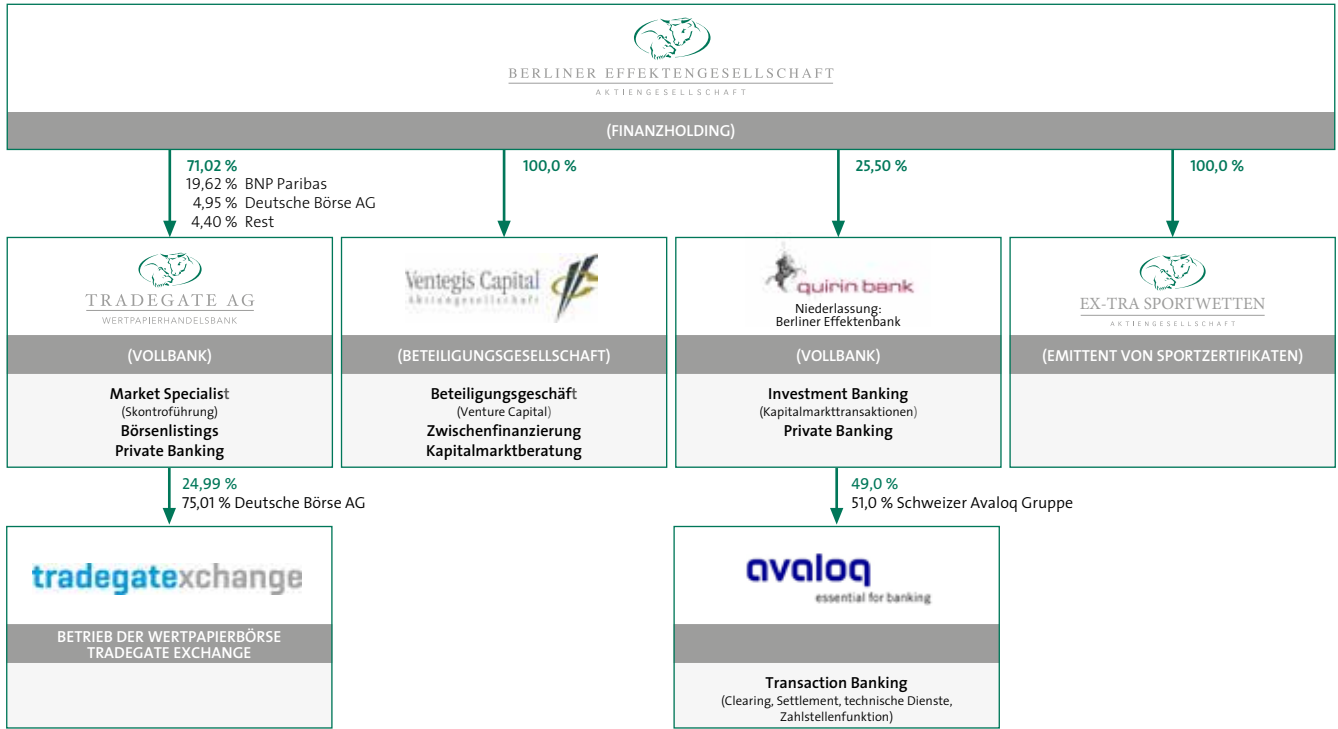 BERLINER EFFEKTENGESELLSCHAFT
AKTIENGESELLSCHAFT
(FINANZHOLDING)
71,02 %
19,62 % BNP Paribas
4,95 % Deutsche Börse AG
4,40 % Rest
100,0 %
25,50 %
100,0 %
TRADEGATE AG
WERTPAPIERHANDELSBANK
(VOLLBANK)
Market Specialist
(Skontroführung)
Börsenlistings
Private Banking
Ventegis Capital
Aktiengesellschaft
(BETEILIGUNGSGESELLSCHAFT)
Beteiligungsgeschäft
(Venture Capital)
Zwischenfinanzierung
Kapitalmarktberatung
quirin bank
Niederlassung:
Berliner Effektenbank
(VOLLBANK)
Investment Banking
(Kapitalmarkttransaktionen)
Private Banking
EX-TRA SPORTWETTEN
AKTIENGESELLSCHAFT
(EMITTENT VON SPORTZERTIFIKATEN)
24,99 %
75,01 % Deutsche Börse AG
49,0 %
51,0 % Schweizer Avaloq Gruppe
tradegatexchange
BETRIEB DER WERTPAPIERBÖRSE
TRADEGATE EXCHANGE
avaloq
essential for banking
Transaction Banking
(Clearing, Settlement, technische Dienste,
Zahlstellenfunktion)